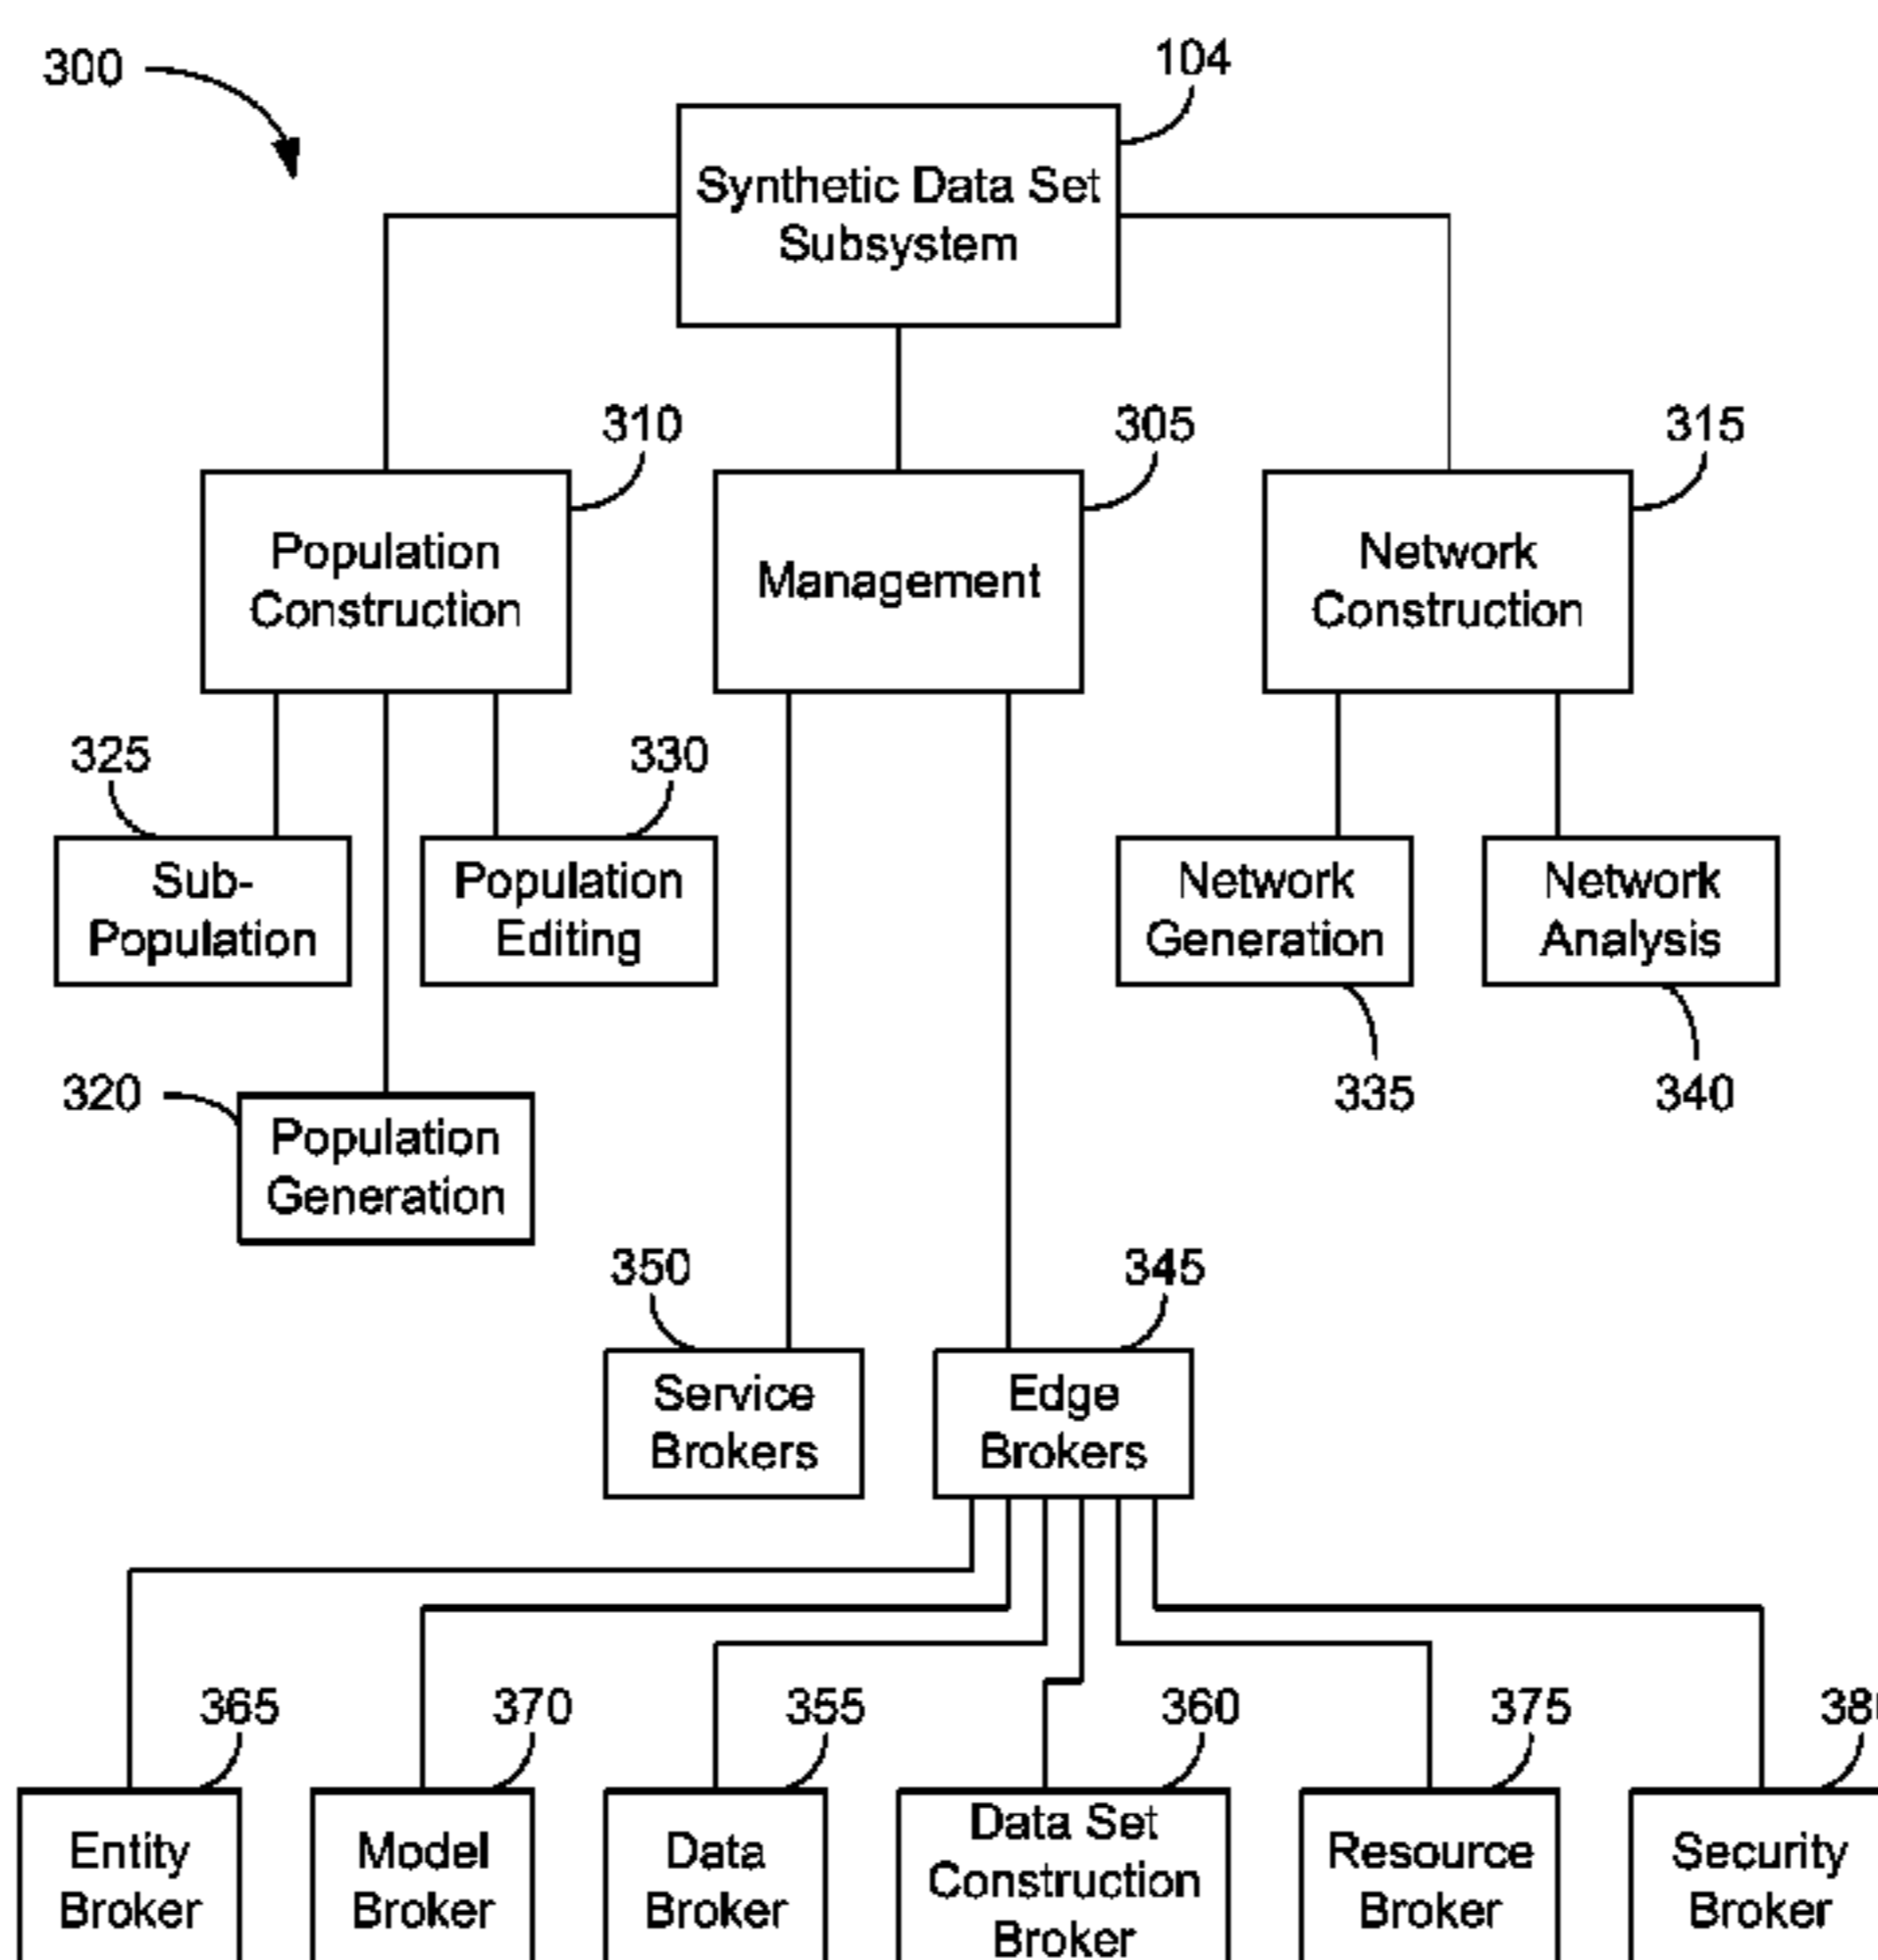 300
104
Synthetic Data Set
Subsystem
310
305
315
Population
Construction
Management
Network
Construction
325
330
Sub-
Population
Population
Editing
Network
Generation
Network
Analysis
335
340
320
Population
Generation
350
345
Service
Brokers
Edge
Brokers
365
370
355
360
375
Entity
Broker
Model
Broker
Data
Broker
Data Set
Construction
Broker
Resource
Broker
Security
Broker